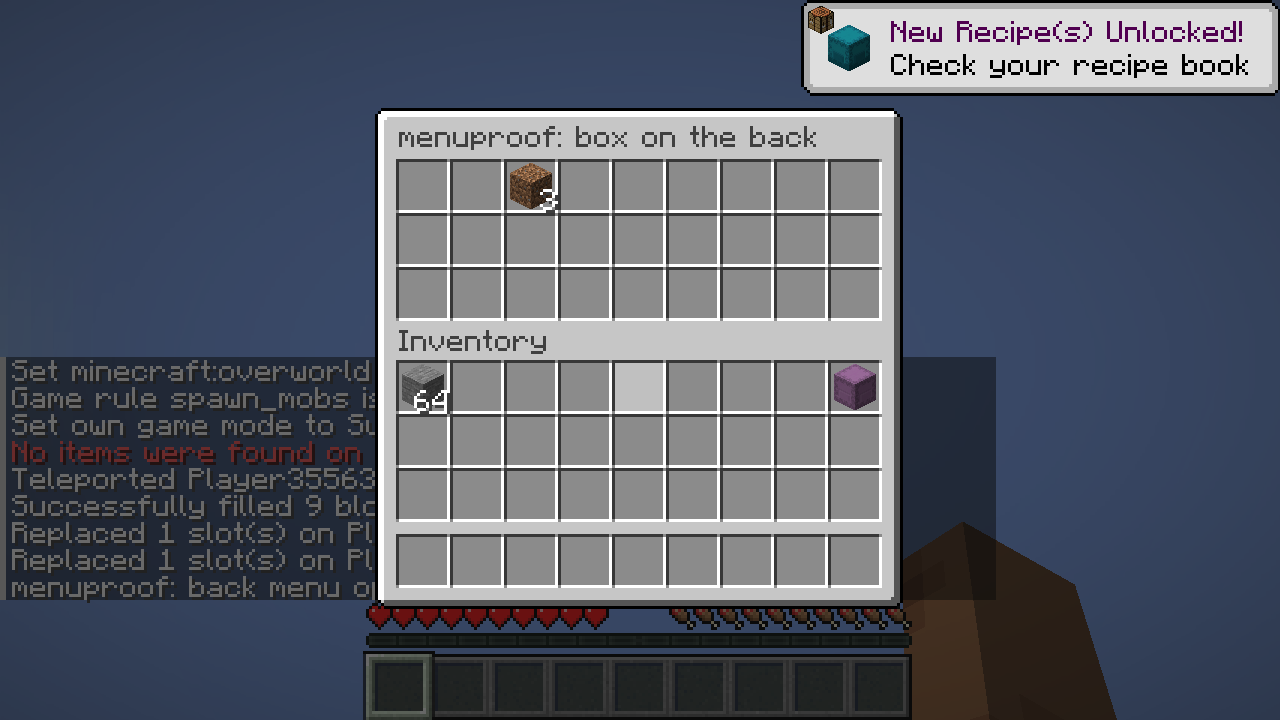 New Recipe(s) Unlocked!
Check your recipe book
menuproof: box on the back
3
Inventory
64
Set minecraft:overworld
Game rule spawn_mobs is
Set own game mode to Su
No items were found on
Teleported Player35563
Successfully filled 9 blo
Replaced 1 slot(s) on Pl
Replaced 1 slot(s) on Pl
menuproof: back menu o